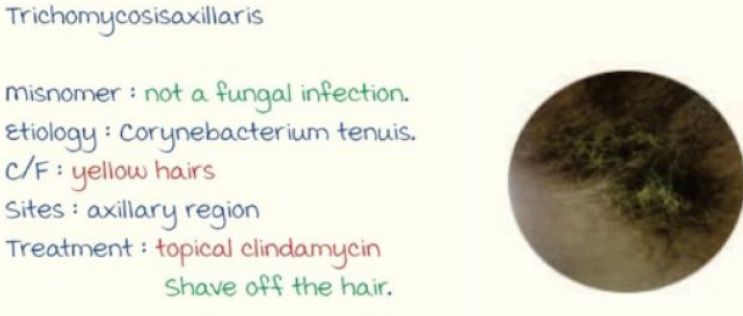 Trichomycosisaxillaris
misnomer : not a fungal infection.
Etiology : Corynebacterium tenuis.
C/F : yellow hairs
Sites : axillary region
Treatment : topical clindamycin
Shave off the hair.